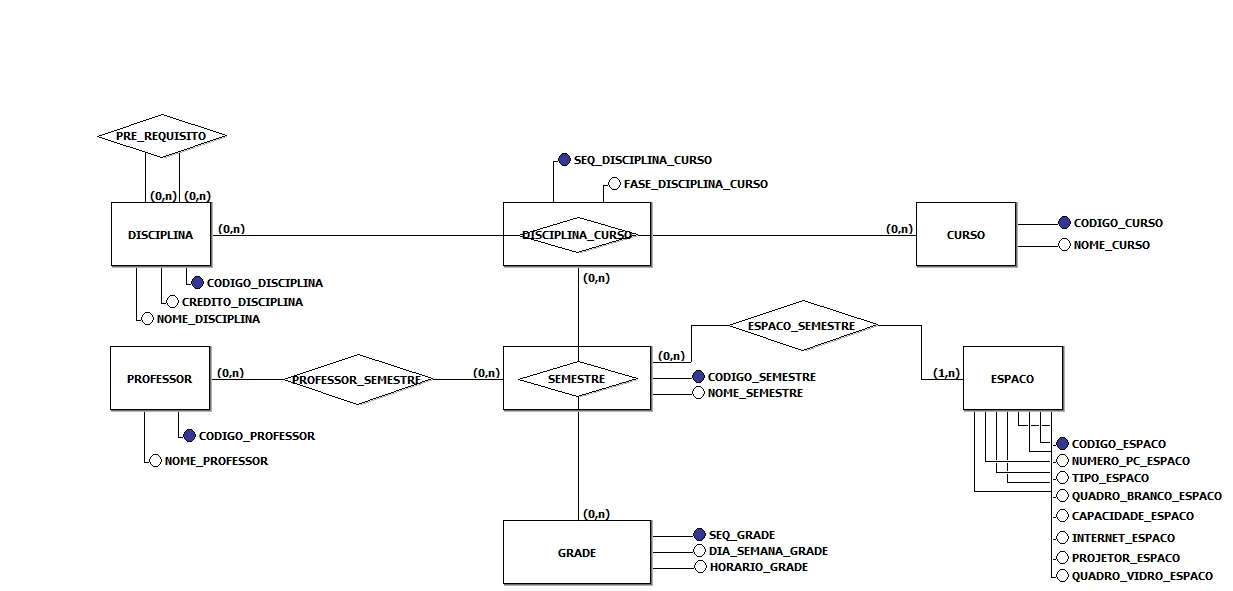 PRE_REQUISITO
(0,n) (0,n)
DISCIPLINA
(0,n)
CODIGO_DISCIPLINA
CREDITO_DISCIPLINA
NOME_DISCIPLINA
SEQ_DISCIPLINA_CURSO
FASE_DISCIPLINA_CURSO
DISCIPLINA_CURSO
(0,n)
(0,n)
CURSO
CODIGO_CURSO
NOME_CURSO
PROFESSOR
(0,n)
PROFESSOR_SEMESTRE
(0,n)
CODIGO_PROFESSOR
NOME_PROFESSOR
SEMESTRE
(0,n)
CODIGO_SEMESTRE
NOME_SEMESTRE
ESPACO_SEMESTRE
(1,n)
ESPACO
CODIGO_ESPACO
NUMERO_PC_ESPACO
TIPO_ESPACO
QUADRO_BRANCO_ESPACO
CAPACIDADE_ESPACO
INTERNET_ESPACO
PROJETOR_ESPACO
QUADRO_VIDRO_ESPACO
(0,n)
GRADE
SEQ_GRADE
DIA_SEMANA_GRADE
HORARIO_GRADE